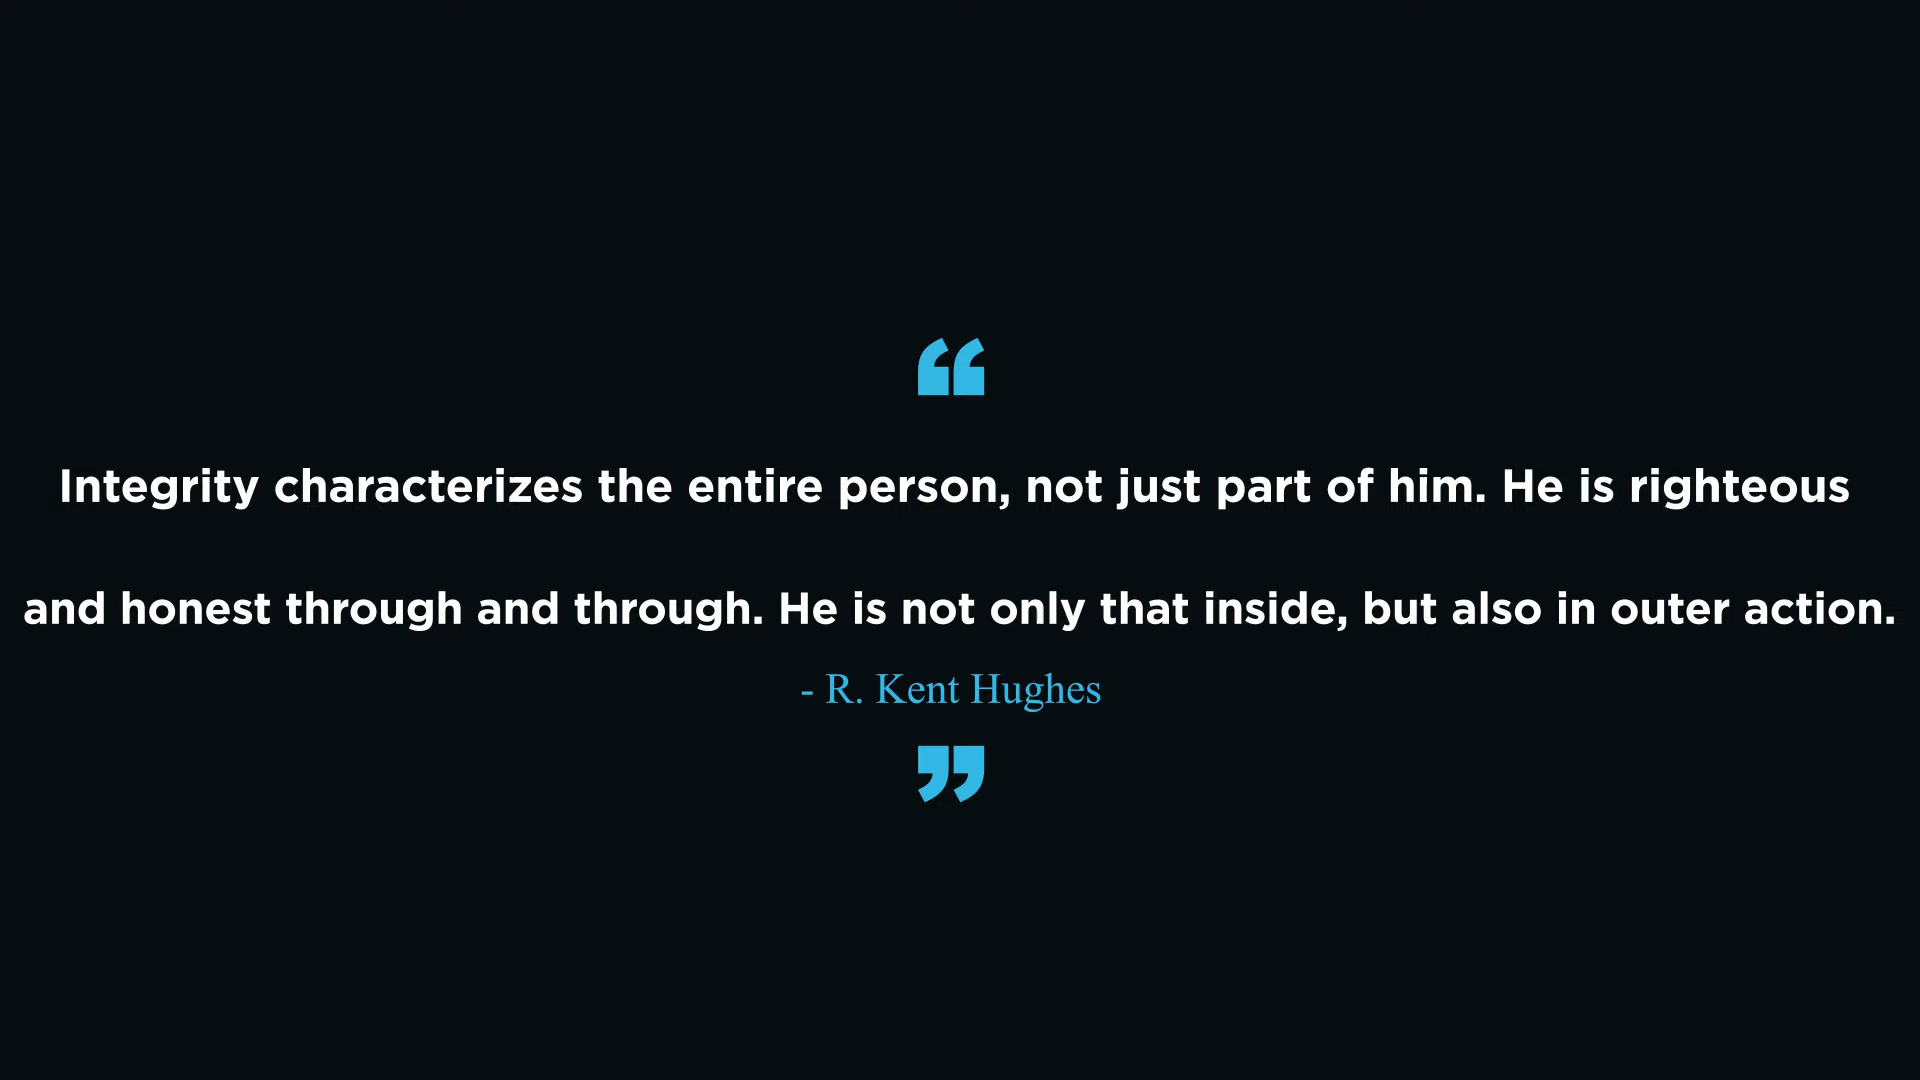 “
Integrity characterizes the entire person, not just part of him. He is righteous
and honest through and through. He is not only that inside, but also in outer action.
- R. Kent Hughes
”